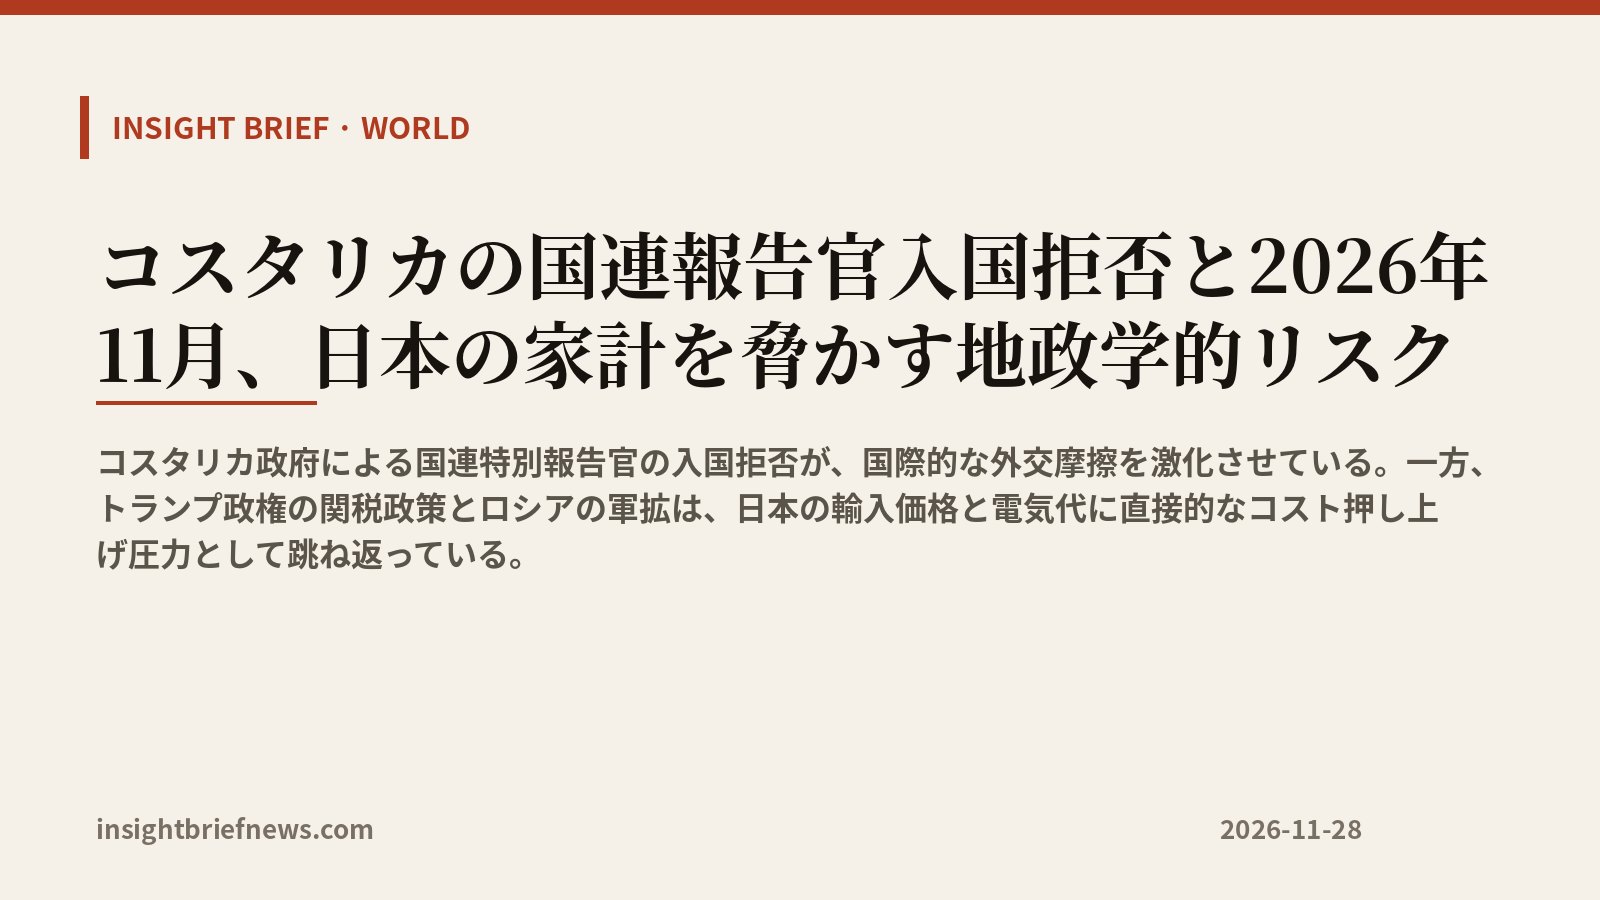 INSIGHT BRIEF · WORLD
コスタリカの国連報告官入国拒否と2026年
11月、日本の家計を脅かす地政学的リスク
コスタリカ政府による国連特別報告官の入国拒否が、国際的な外交摩擦を激化させている。一方、
トランプ政権の関税政策とロシアの軍拡は、日本の輸入価格と電気代に直接的なコスト押し上
げ圧力として跳ね返っている。
insightbriefnews.com
2026-11-28